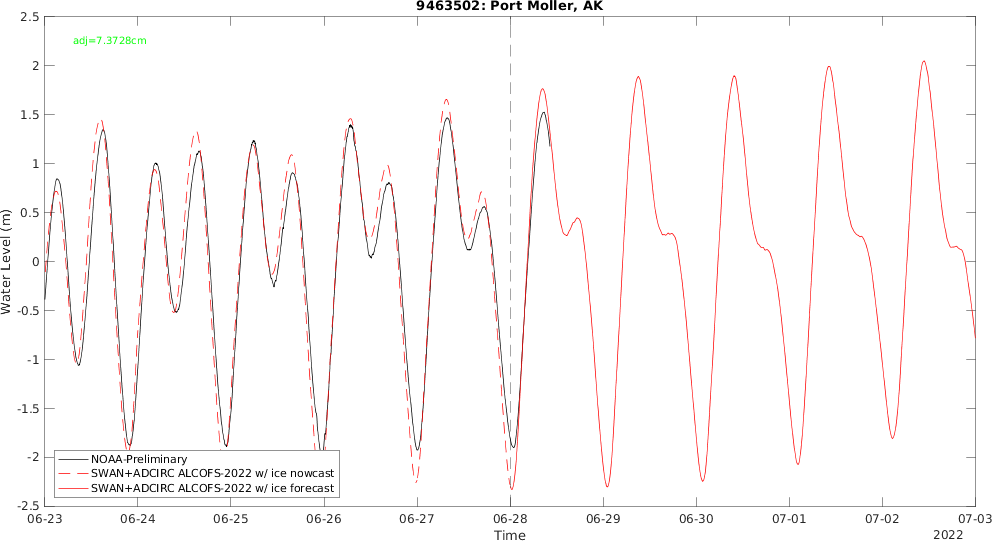 9463502: Port Moller, AK
adj=7.3728cm
2.5
2
1.5
1
0.5
0
-0.5
-1
-1.5
-2
-2.5
Water Level (m)
NOAA-Preliminary
SWAN+ADCIRC ALCOFS-2022 w/ ice nowcast
SWAN+ADCIRC ALCOFS-2022 w/ ice forecast
06-23 06-24 06-25 06-26 06-27 06-28 06-29 06-30 07-01 07-02 07-03
Time
2022